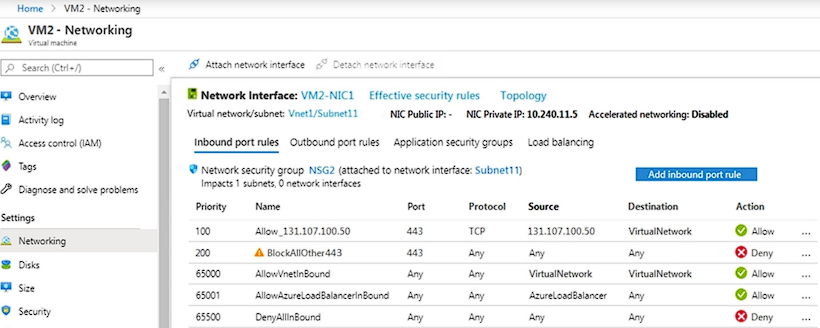 Home > VM2 - Networking
VM2 - Networking
Virtual machine
Search (Ctrl+/)
«
Attach network interface Detach network interface
Overview
Activity log
Access control (IAM)
Tags
Diagnose and solve problems
Settings
Networking
Disks
Size
Security
Network Interface: VM2-NIC1 Effective security rules Topology
Virtual network/subnet: Vnet1/Subnet11 NIC Public IP: - NIC Private IP: 10.240.11.5 Accelerated networking: Disabled
Inbound port rules Outbound port rules Application security groups Load balancing
Network security group NSG2 (attached to network interface: Subnet11)
Impacts 1 subnets, 0 network interfaces
Add inbound port rule
Priority Name Port Protocol Source Destination Action
100 Allow_131.107.100.50 443 TCP 131.107.100.50 VirtualNetwork Allow ...
200 BlockAllOther443 443 Any Any Any Deny ...
65000 AllowVnetInBound Any Any VirtualNetwork VirtualNetwork Allow ...
65001 AllowAzureLoadBalancerInBound Any Any AzureLoadBalancer Any Allow ...
65500 DenyAllInBound Any Any Any Any Deny ...